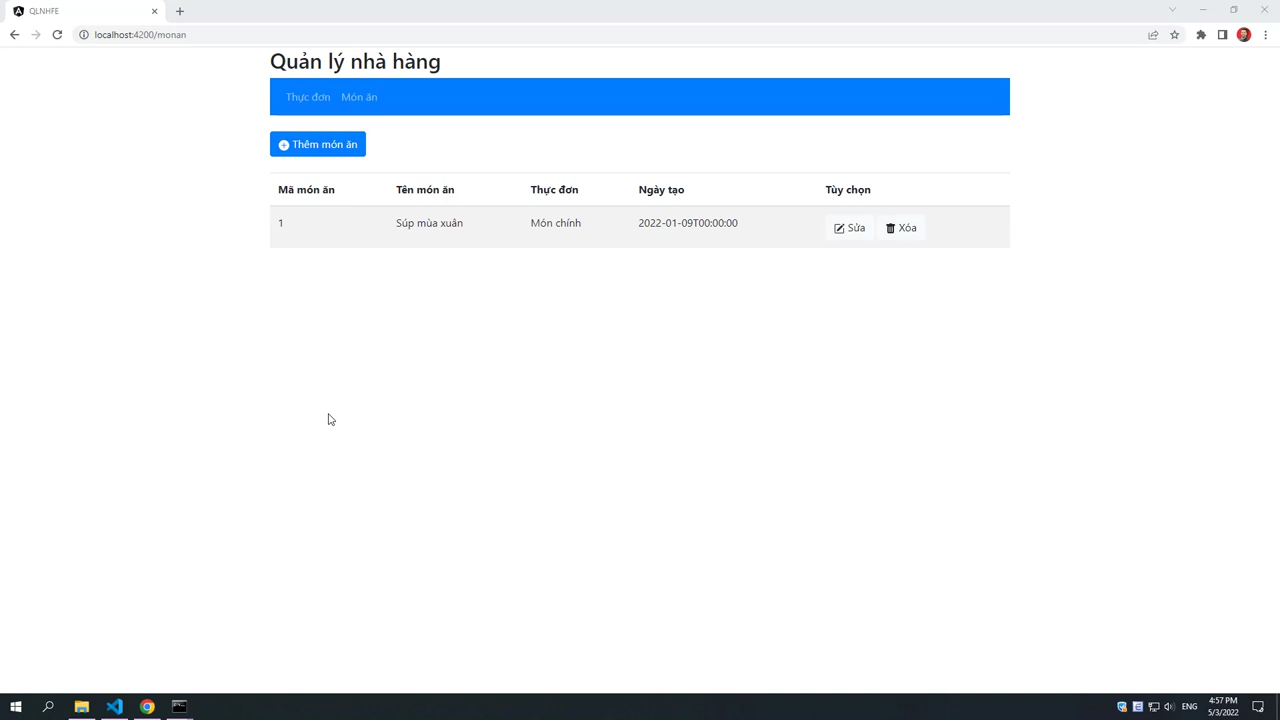 QLNHFE
localhost:4200/monan
Quản lý nhà hàng
Thực đơn Món ăn
Thêm món ăn
Mã món ăn Tên món ăn Thực đơn Ngày tạo Tùy chọn
1 Súp mùa xuân Món chính 2022-01-09T00:00:00 Sửa Xóa
ENG 4:57 PM
5/3/2022